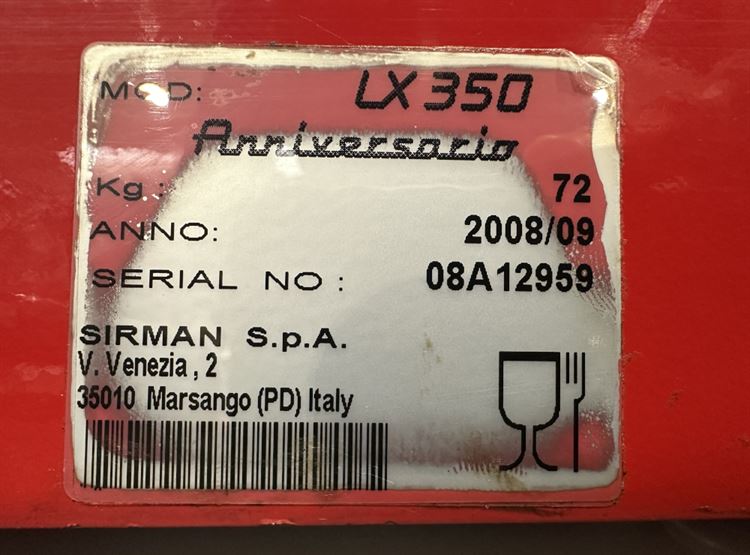 MOD: LX 350
Anniversario
Kg: 72
ANNO: 2008/09
SERIAL NO: 08A12959
SIRMAN S.p.A.
V. Venezia , 2
35010 Marsango (PD) Italy